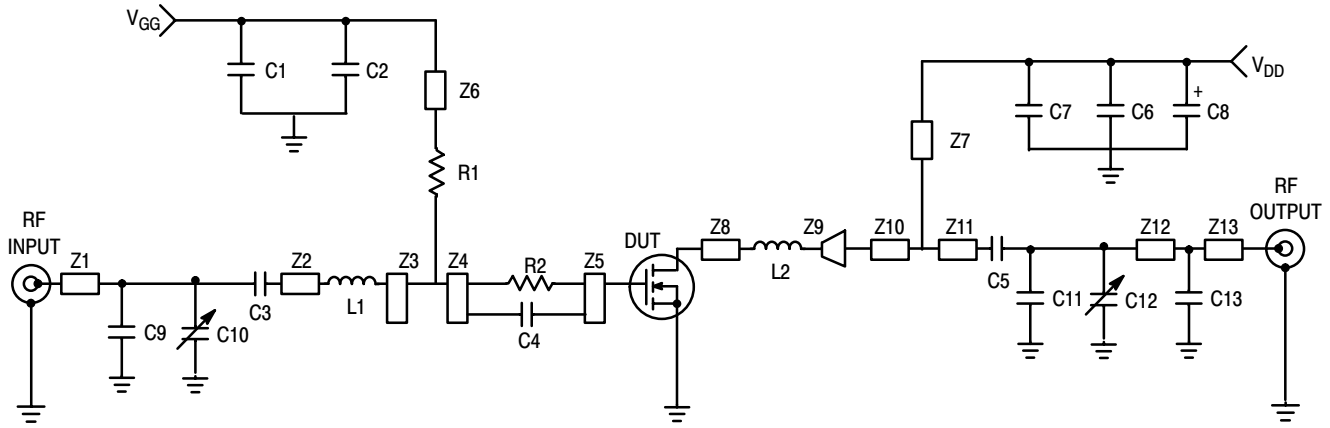 VGG
C1
C2
Z6
R1
VDD
+
C7
C6
C8
Z7
RF
INPUT
Z1
C9
C10
C3
Z2
L1
Z3
Z4
R2
C4
Z5
DUT
Z8
L2
Z9
Z10
Z11
C5
C11
C12
Z12
C13
Z13
RF
OUTPUT